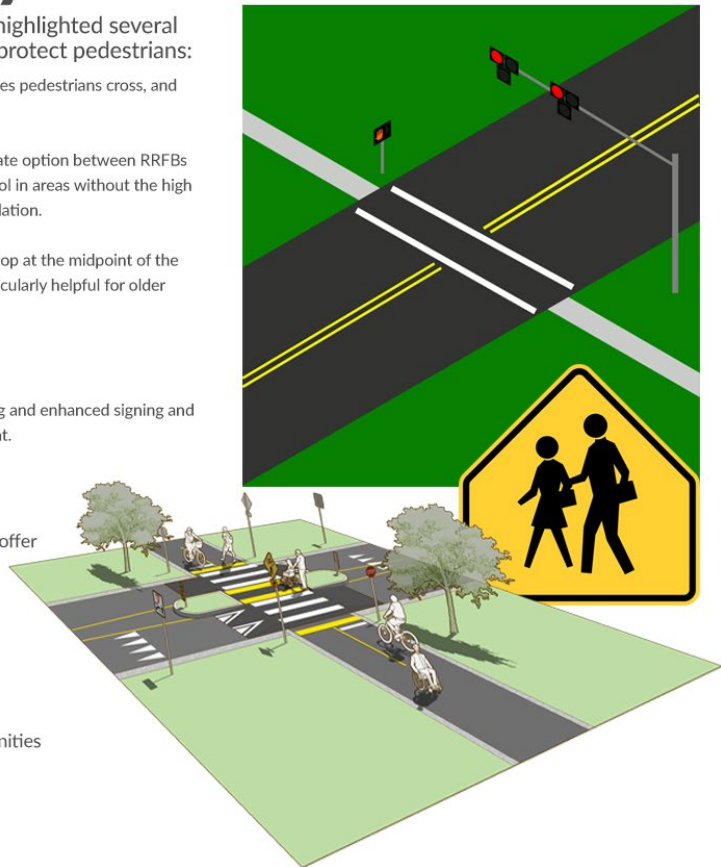 highlighted several
protect pedestrians:
es pedestrians cross, and
ate option between RRFBs
ol in areas without the high
lation.
op at the midpoint of the
cularly helpful for older
g and enhanced signing and
nt.
offer
nities